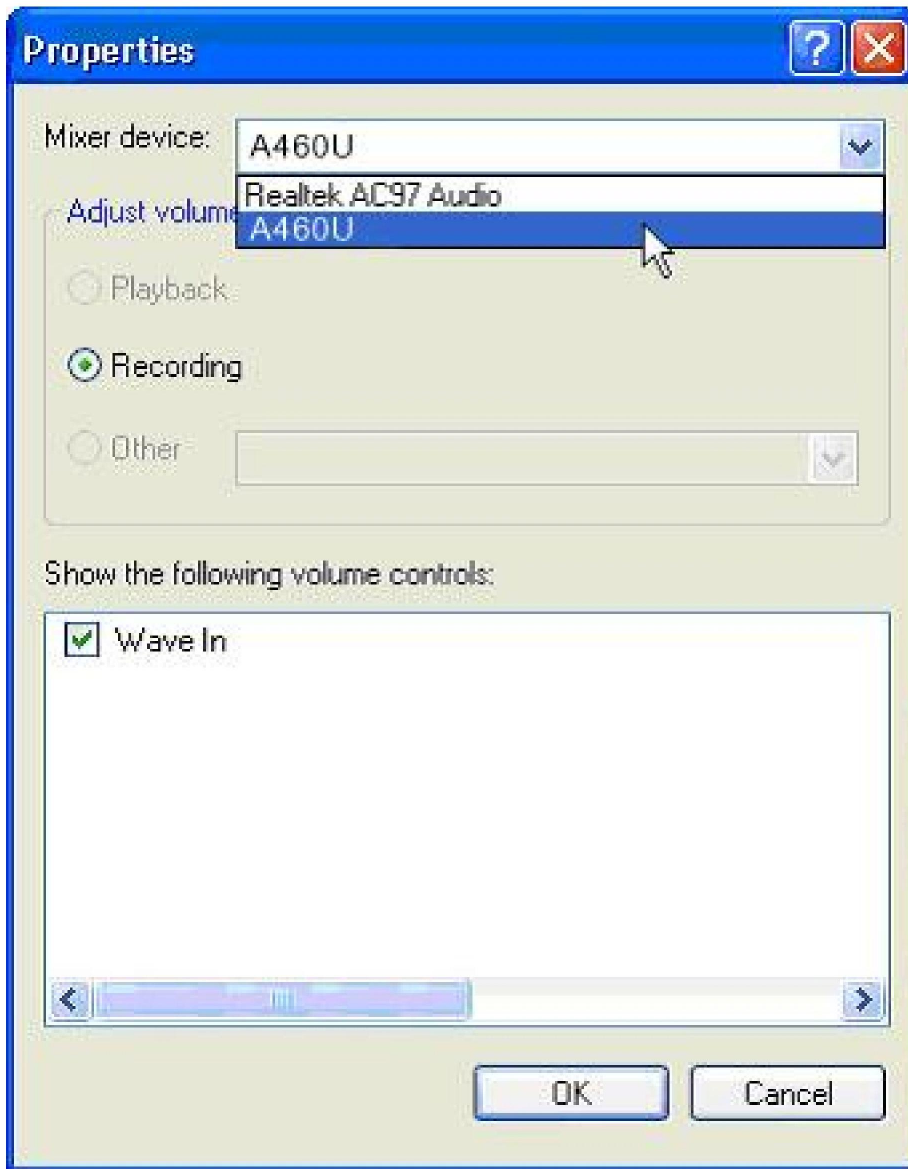 Properties
Mixer device: A460U
Realtek AC97 Audio
Adjust volume
A460U
Playback
Recording
Other
Show the following volume controls:
Wave In
OK Cancel